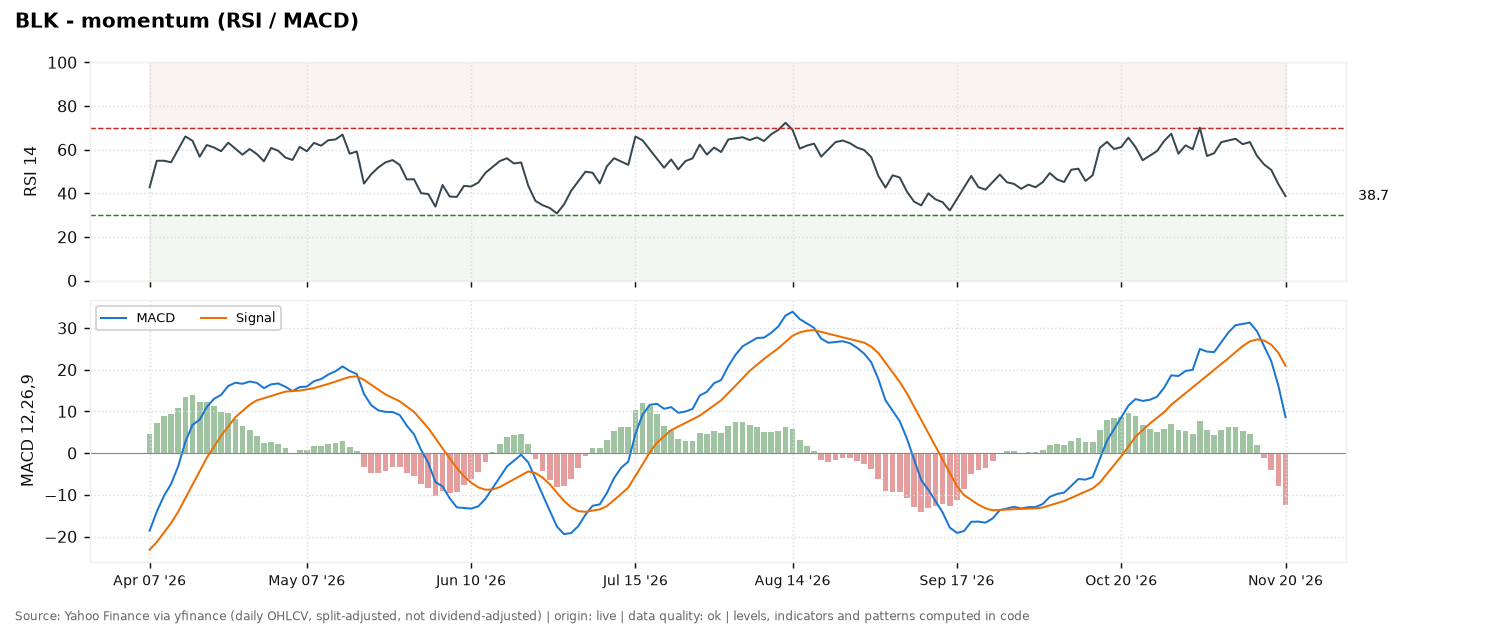 BLK - momentum (RSI / MACD)
100
80
60
40
20
0
RSI 14
38.7
MACD
Signal
30
20
10
0
−10
−20
MACD 12,26,9
Apr 07 '26
May 07 '26
Jun 10 '26
Jul 15 '26
Aug 14 '26
Sep 17 '26
Oct 20 '26
Nov 20 '26
Source: Yahoo Finance via yfinance (daily OHLCV, split-adjusted, not dividend-adjusted) | origin: live | data quality: ok | levels, indicators and patterns computed in code